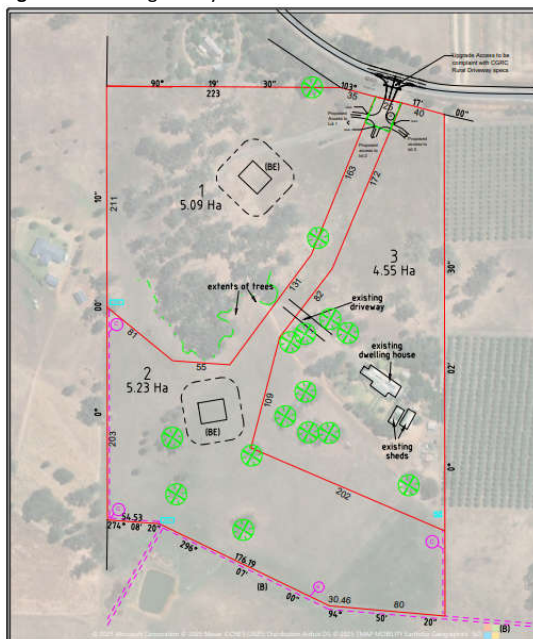 Upgrade Access to be
complaint with CGRC
Rural Driveway specs
90° 19' 30"
223
103°
35
25
17'
40
00"
Proposed
Access to
Lot 1
Proposed
access to
lot 2
Proposed
access to
lot 3
163
172
(BE)
1
5.09 Ha
10"
211
3
4.55 Ha
30"
extents of trees
131
82
existing
driveway
00'
81
55
2
5.23 Ha
existing
dwelling house
02'
109
(BE)
existing
sheds
0°
203
0°
202
54.53
274° 08' 20"
296°
176.19
07'
00"
(B)
30.46
80
94° 50' 20"
(B)